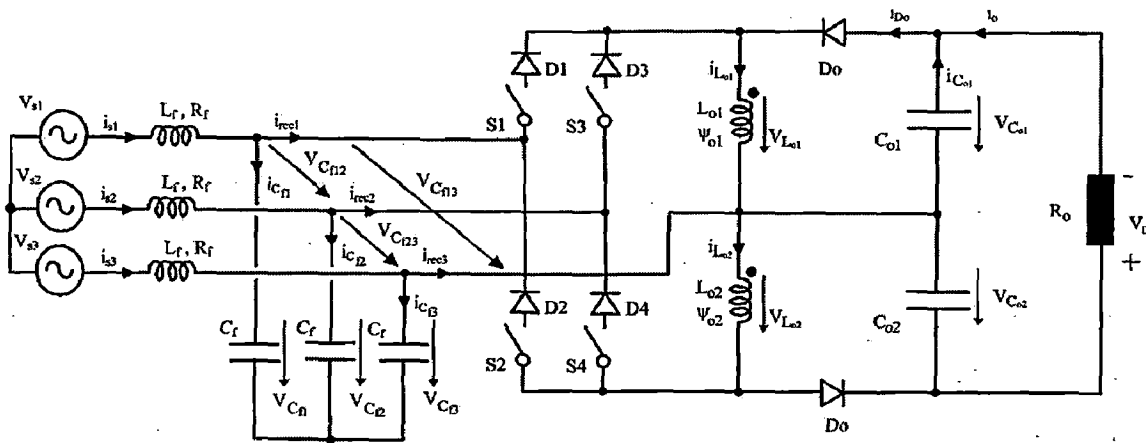 i_Do
i_o
D1
D3
Do
V_s1
i_s1
L_f, R_f
i_rec1
S1
S3
i_Lo1
L_o1
Ψ_o1
V_Lo1
i_Co1
C_o1
V_Co1
V_s2
i_s2
L_f, R_f
i_Cf1
V_Cf12
V_Cf13
i_rec2
R_o
-
+
V_s3
i_s3
L_f, R_f
i_Cf2
V_Cf23
i_rec3
i_Lo2
D2
D4
L_o2
Ψ_o2
V_Lo2
C_o2
V_Co2
i_Cf3
C_f
C_f
C_f
S2
S4
V_Cf1
V_Cf2
V_Cf3
Do